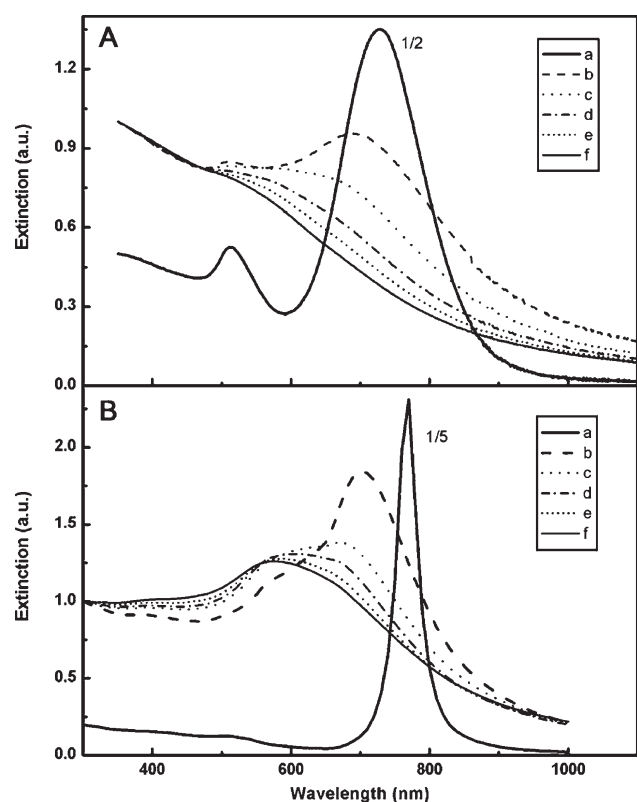 A
1/2
a
b
c
d
e
f
1.2
0.9
0.6
0.3
0.0
Extinction (a.u.)
B
1/5
a
b
c
d
e
f
2.0
1.5
1.0
0.5
0.0
Extinction (a.u.)
400 600 800 1000
Wavelength (nm)